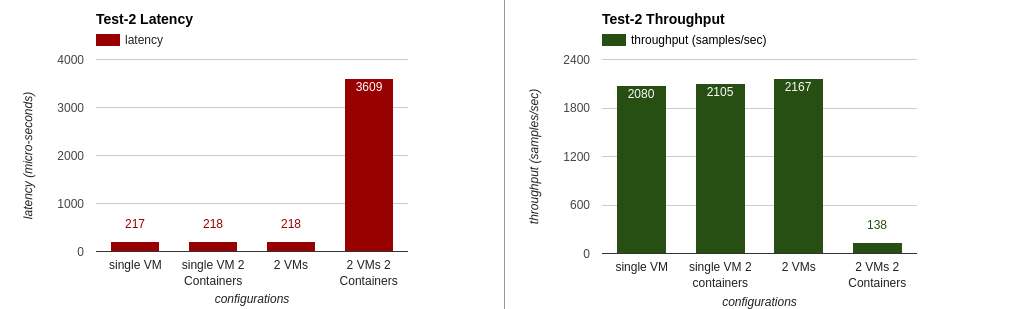 Test-2 Latency
latency
4000
3000
2000
1000
0
latency (micro-seconds)
217
218
218
3609
single VM
single VM 2
Containers
2 VMs
2 VMs 2
Containers
configurations
Test-2 Throughput
throughput (samples/sec)
2400
1800
1200
600
0
throughput (samples/sec)
2080
2105
2167
138
single VM
single VM 2
containers
2 VMs
2 VMs 2
Containers
configurations